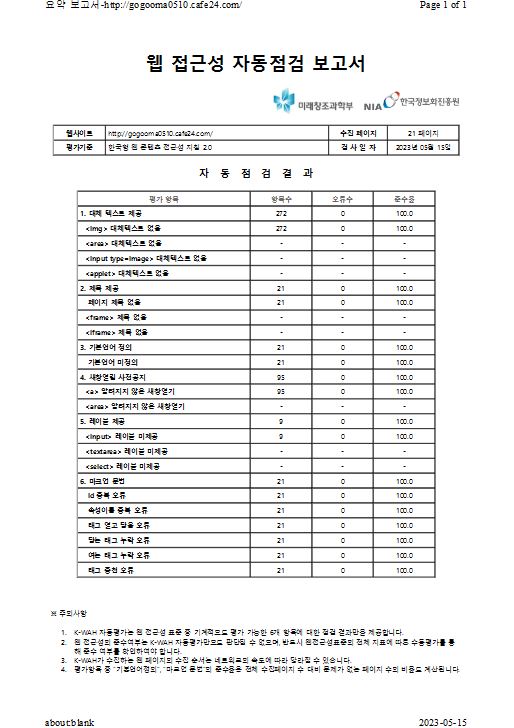 요약 보고서-http://gogooma0510.cafe24.com/ Page 1 of 1
웹 접근성 자동점검 보고서
미래창조과학부 NIA 한국정보화진흥원
웹사이트 http://gogooma0510.cafe24.com/ 수진 페이지 21 페이지
평가기준 한국형 웹 콘텐츠 접근성 지침 2.0 검 사 일 자 2023년 05월 15일
자 동 점 검 결 과
평가 항목 항목수 오류수 준수율
1. 대체 텍스트 제공 272 0 100.0
<img> 대체텍스트 없음 272 0 100.0
<area> 대체텍스트 없음 - - -
<input type=image> 대체텍스트 없음 - - -
<applet> 대체텍스트 없음 - - -
2. 제목 제공 21 0 100.0
페이지 제목 없음 21 0 100.0
<frame> 제목 없음 - - -
<iframe> 제목 없음 - - -
3. 기본언어 정의 21 0 100.0
기본언어 미정의 21 0 100.0
4. 새창열림 사전공지 95 0 100.0
<a> 알려지지 않은 새창열기 95 0 100.0
<area> 알려지지 않은 새창열기 - - -
5. 레이블 제공 9 0 100.0
<input> 레이블 미제공 9 0 100.0
<textarea> 레이블 미제공 - - -
<select> 레이블 미제공 - - -
6. 마크업 문법 21 0 100.0
id 중복 오류 21 0 100.0
속성이름 중복 오류 21 0 100.0
태그 열고 닫음 오류 21 0 100.0
닫는 태그 누락 오류 21 0 100.0
여는 태그 누락 오류 21 0 100.0
태그 중첩 오류 21 0 100.0
※ 주의사항
1. K-WAH 자동평가는 웹 접근성 표준 중 기계적으로 평가 가능한 6개 항목에 대한 점검 결과만을 제공합니다.
2. 웹 접근성의 준수여부는 K-WAH 자동평가만으로 판단할 수 없으며, 반드시 웹접근성표준의 전체 지표에 따른 수동평가를 통
해 준수 여부를 확인하여야 합니다.
3. K-WAH가 수집하는 웹 페이지의 수집 순서는 네트워크의 속도에 따라 달라질 수 있습니다.
4. 평가항목 중 "기본언어정의", "마크업 문법"의 준수율은 전체 수집페이지 수 대비 문제가 없는 페이지 수의 비율로 계산됩니다.
about:blank 2023-05-15